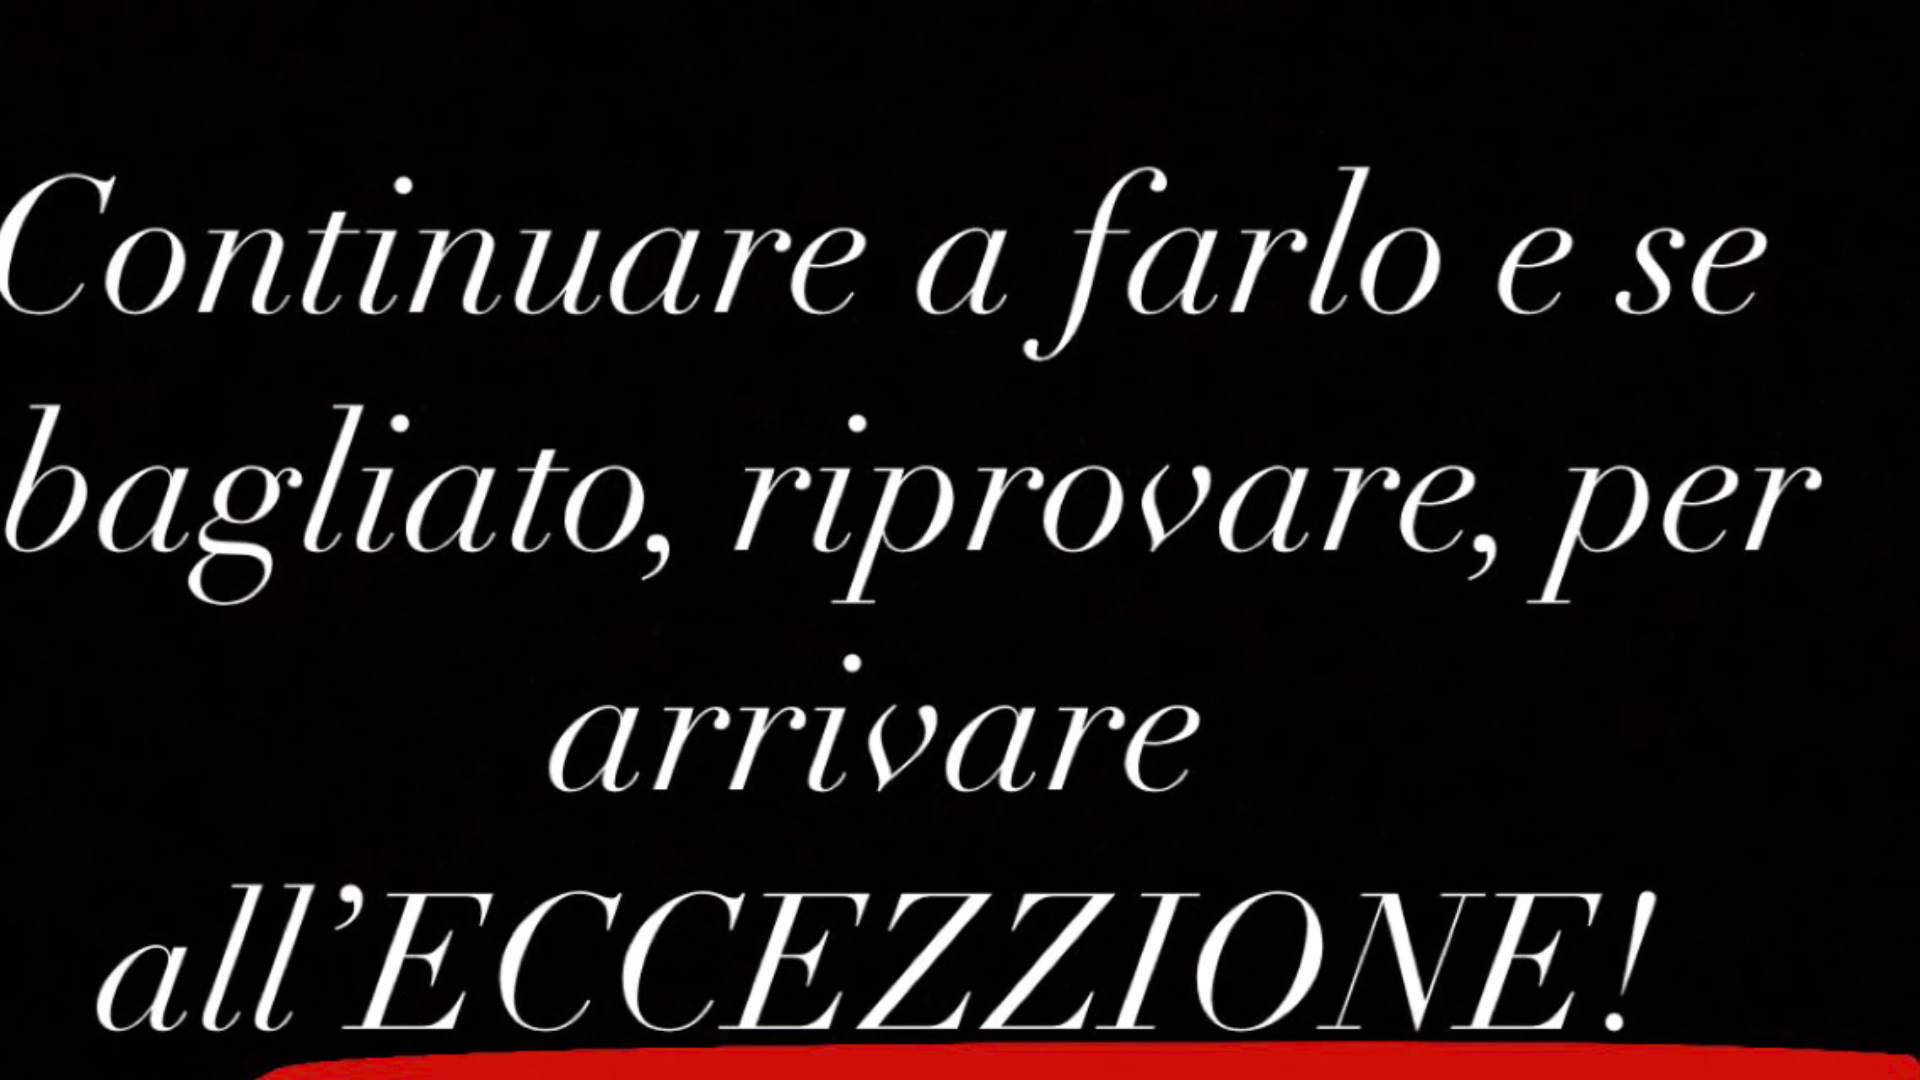 Continuare a farlo e se
bagliato, riprovare, per
arrivare
all’ECCEZZIONE!